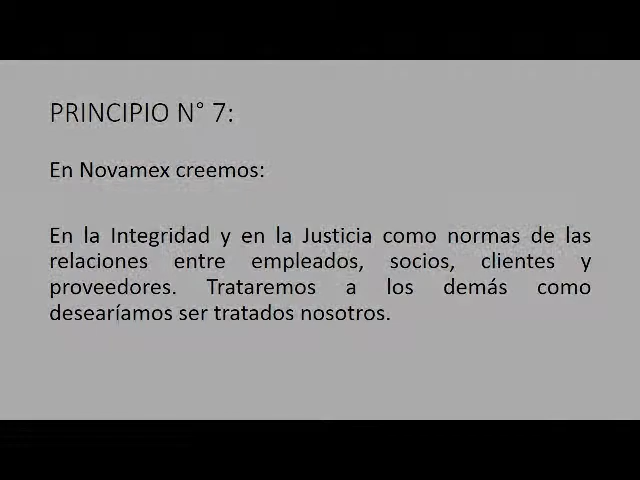 PRINCIPIO N° 7:
En Novamex creemos:
En la Integridad y en la Justicia como normas de las
relaciones entre empleados, socios, clientes y
proveedores. Trataremos a los demás como
desearíamos ser tratados nosotros.